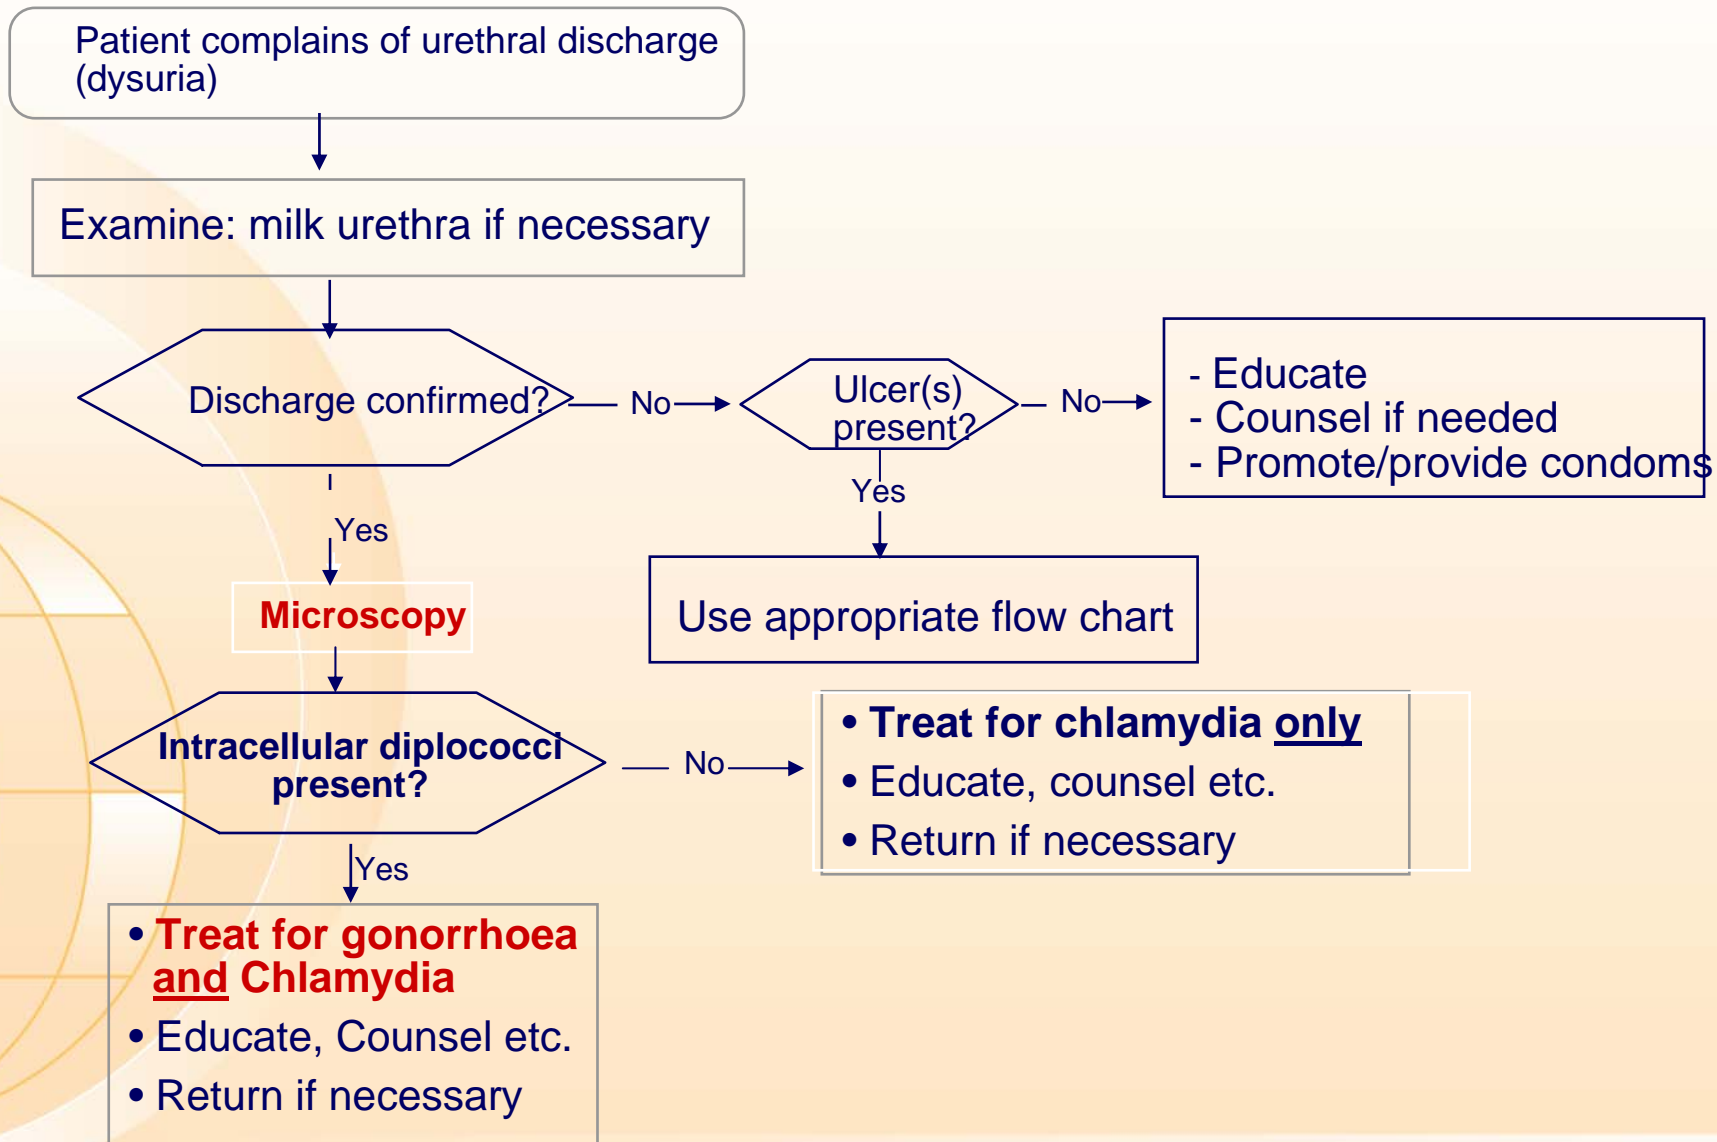 Patient complains of urethral discharge
(dysuria)
Examine: milk urethra if necessary
Discharge confirmed?
No
Ulcer(s)
present?
No
- Educate
- Counsel if needed
- Promote/provide condoms
Yes
Use appropriate flow chart
Yes
Microscopy
Intracellular diplococci
present?
No
• Treat for chlamydia only
• Educate, counsel etc.
• Return if necessary
Yes
• Treat for gonorrhoea
and Chlamydia
• Educate, Counsel etc.
• Return if necessary